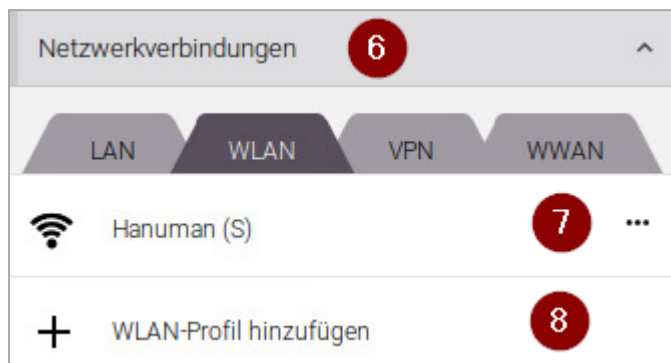 Netzwerkverbindungen 6
LAN WLAN VPN WWAN
Hanuman (S) 7 ...
WLAN-Profil hinzufügen 8